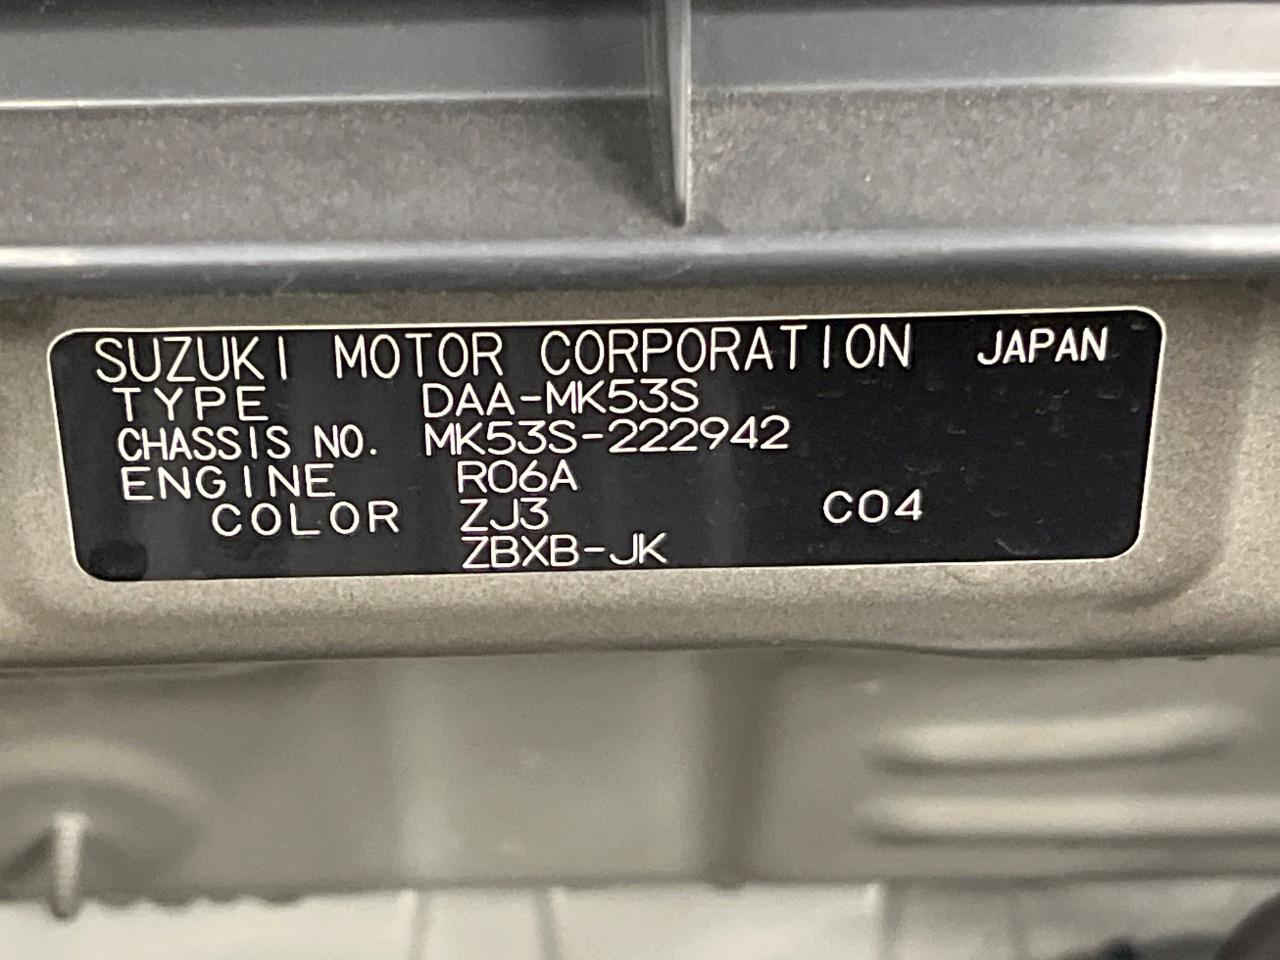 SUZUKI MOTOR CORPORATION JAPAN
TYPE DAA-MK53S
CHASSIS NO. MK53S-222942
ENGINE R06A
COLOR ZJ3 C04
ZBXB-JK